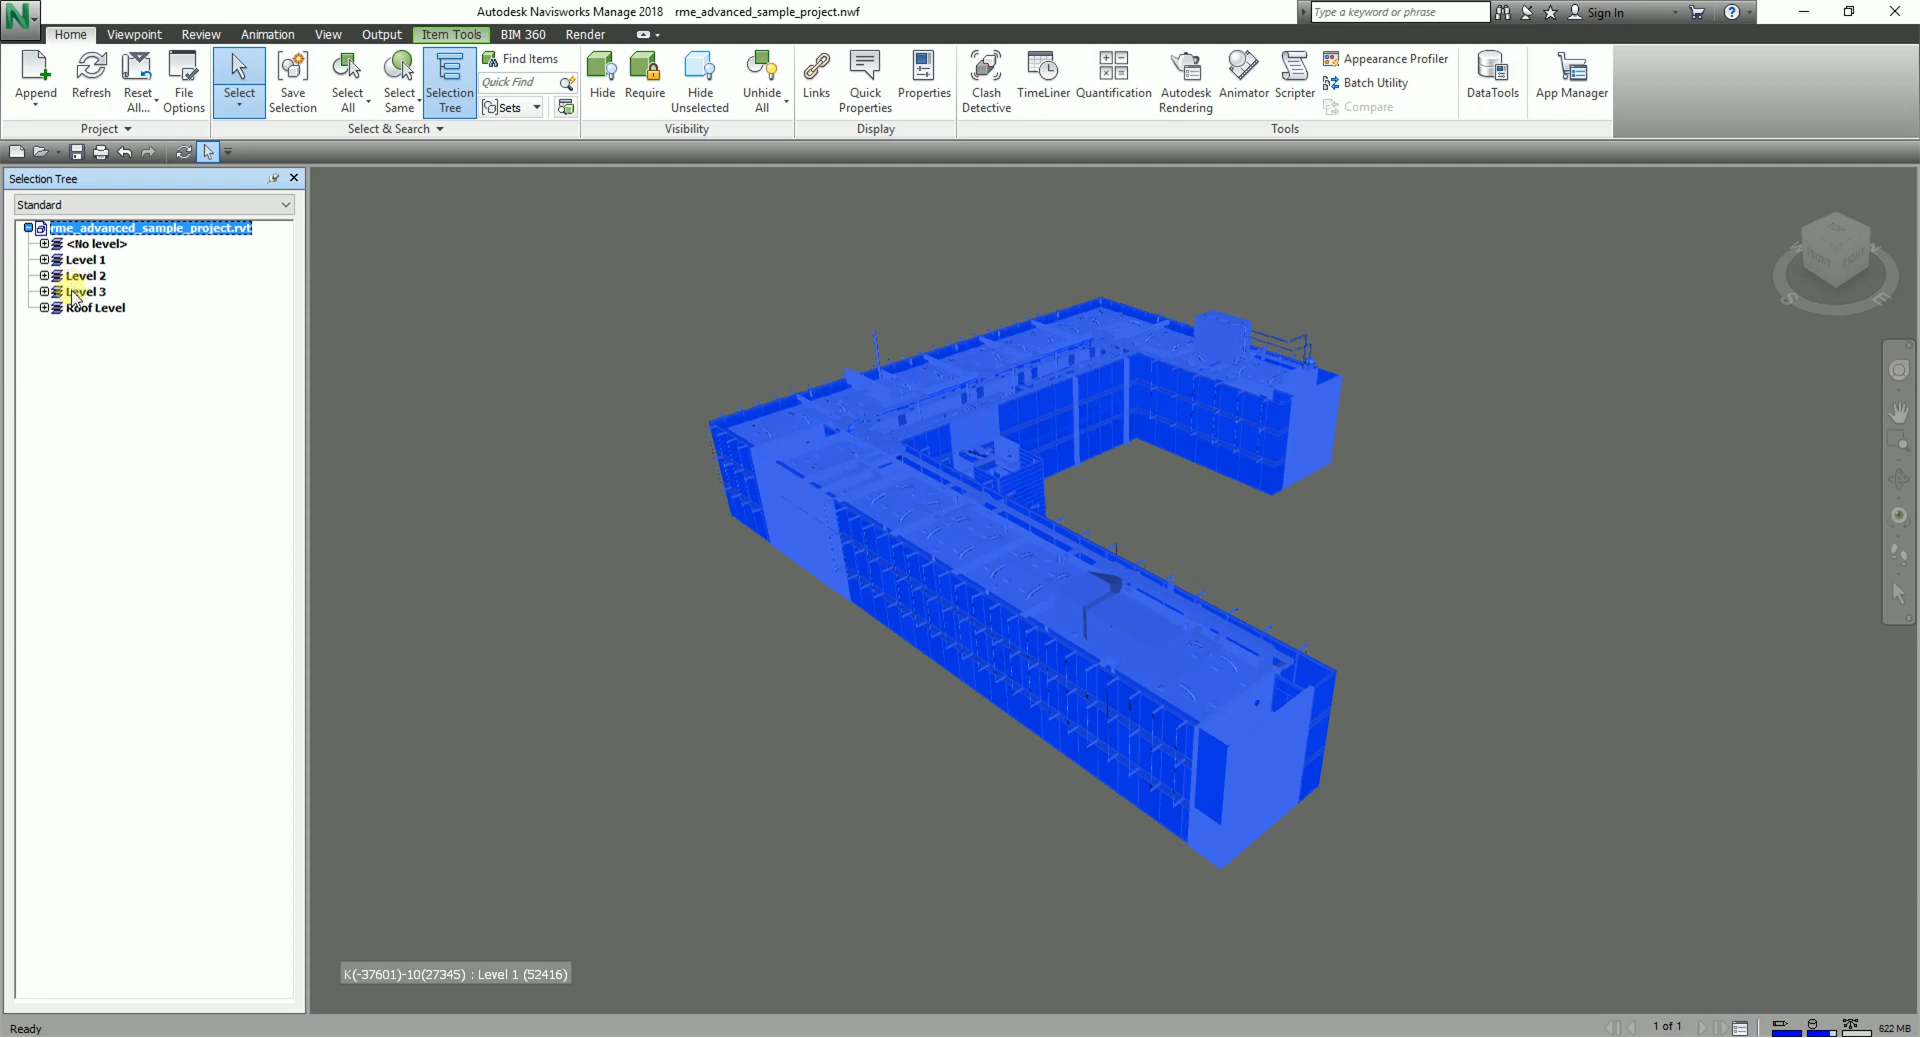 Autodesk Navisworks Manage 2018 rme_advanced_sample_project.nwf
Type a keyword or phrase
Sign In
Home Viewpoint Review Animation View Output Item Tools BIM 360 Render
Append
Refresh
Reset All...
File Options
Project
Select
Save Selection
Select All
Select Same
Selection Tree
Find Items
Quick Find
Sets
Select & Search
Hide
Require
Hide Unselected
Unhide All
Visibility
Links
Quick Properties
Properties
Display
Clash Detective
TimeLiner
Quantification
Autodesk Rendering
Animator
Scripter
Appearance Profiler
Batch Utility
Compare
Tools
DataTools
App Manager
Selection Tree
Standard
rme_advanced_sample_project.rvt
<No level>
Level 1
Level 2
Level 3
Roof Level
TOP
FRONT
RIGHT
S
E
K(-37601)-10(27345) : Level 1 (52416)
Ready
1 of 1
622 MB